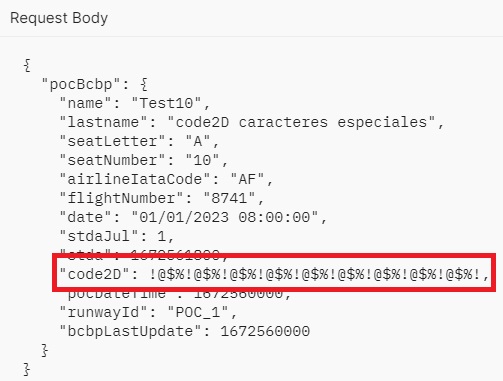 Request Body
{
"pocBcbp": {
"name": "Test10",
"lastname": "code2D caracteres especiales",
"seatLetter": "A",
"seatNumber": "10",
"airlineIataCode": "AF",
"flightNumber": "8741",
"date": "01/01/2023 08:00:00",
"stdaJul": 1,
"stda": 1672561800,
"code2D": !@$%!@$%!@$%!@$%!@$%!@$%!@$%!@$%!@$%!,
"pocDateTime": 1672560000,
"runwayId": "POC_1",
"bcbpLastUpdate": 1672560000
}
}